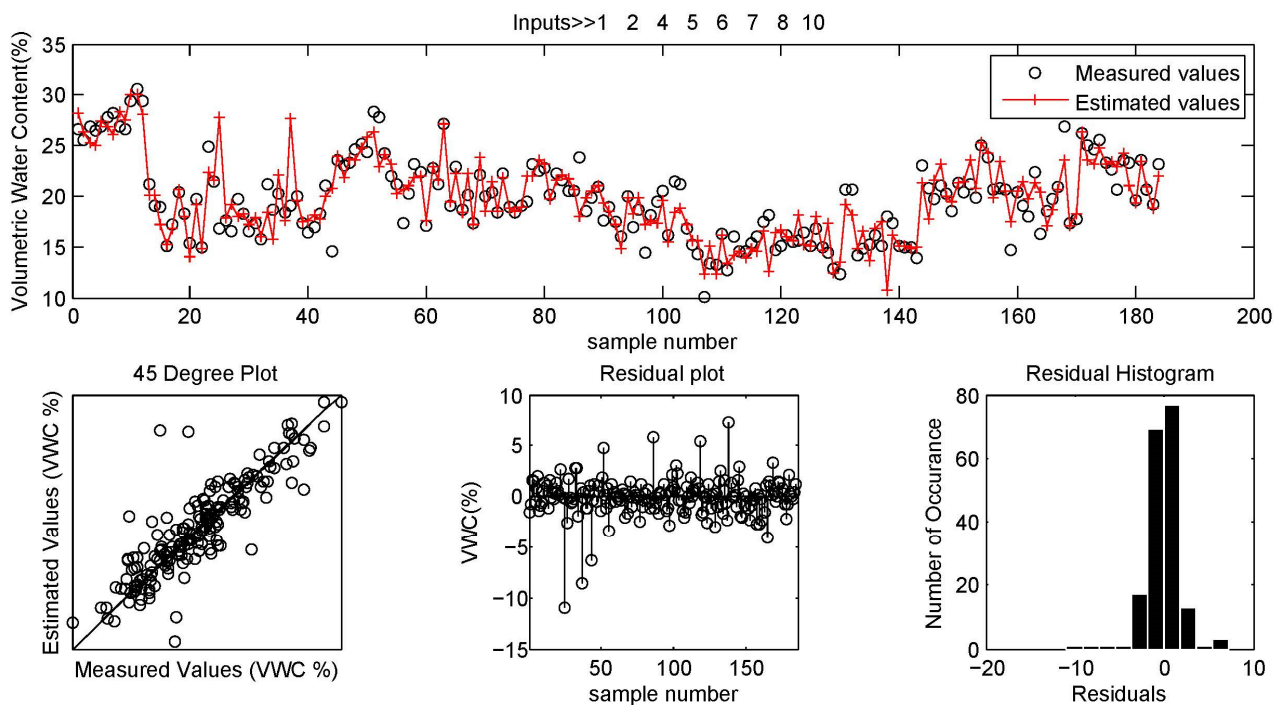 Inputs>>1 2 4 5 6 7 8 10
Volumetric Water Content(%)
35
30
25
20
15
10
0 20 40 60 80 100 120 140 160 180 200
sample number
Measured values
Estimated values
45 Degree Plot
Estimated Values (VWC %)
Measured Values (VWC %)
Residual plot
VWC(%)
10
5
0
−5
−10
−15
50 100 150
sample number
Residual Histogram
Number of Occurance
80
60
40
20
0
−20 −10 0 10
Residuals